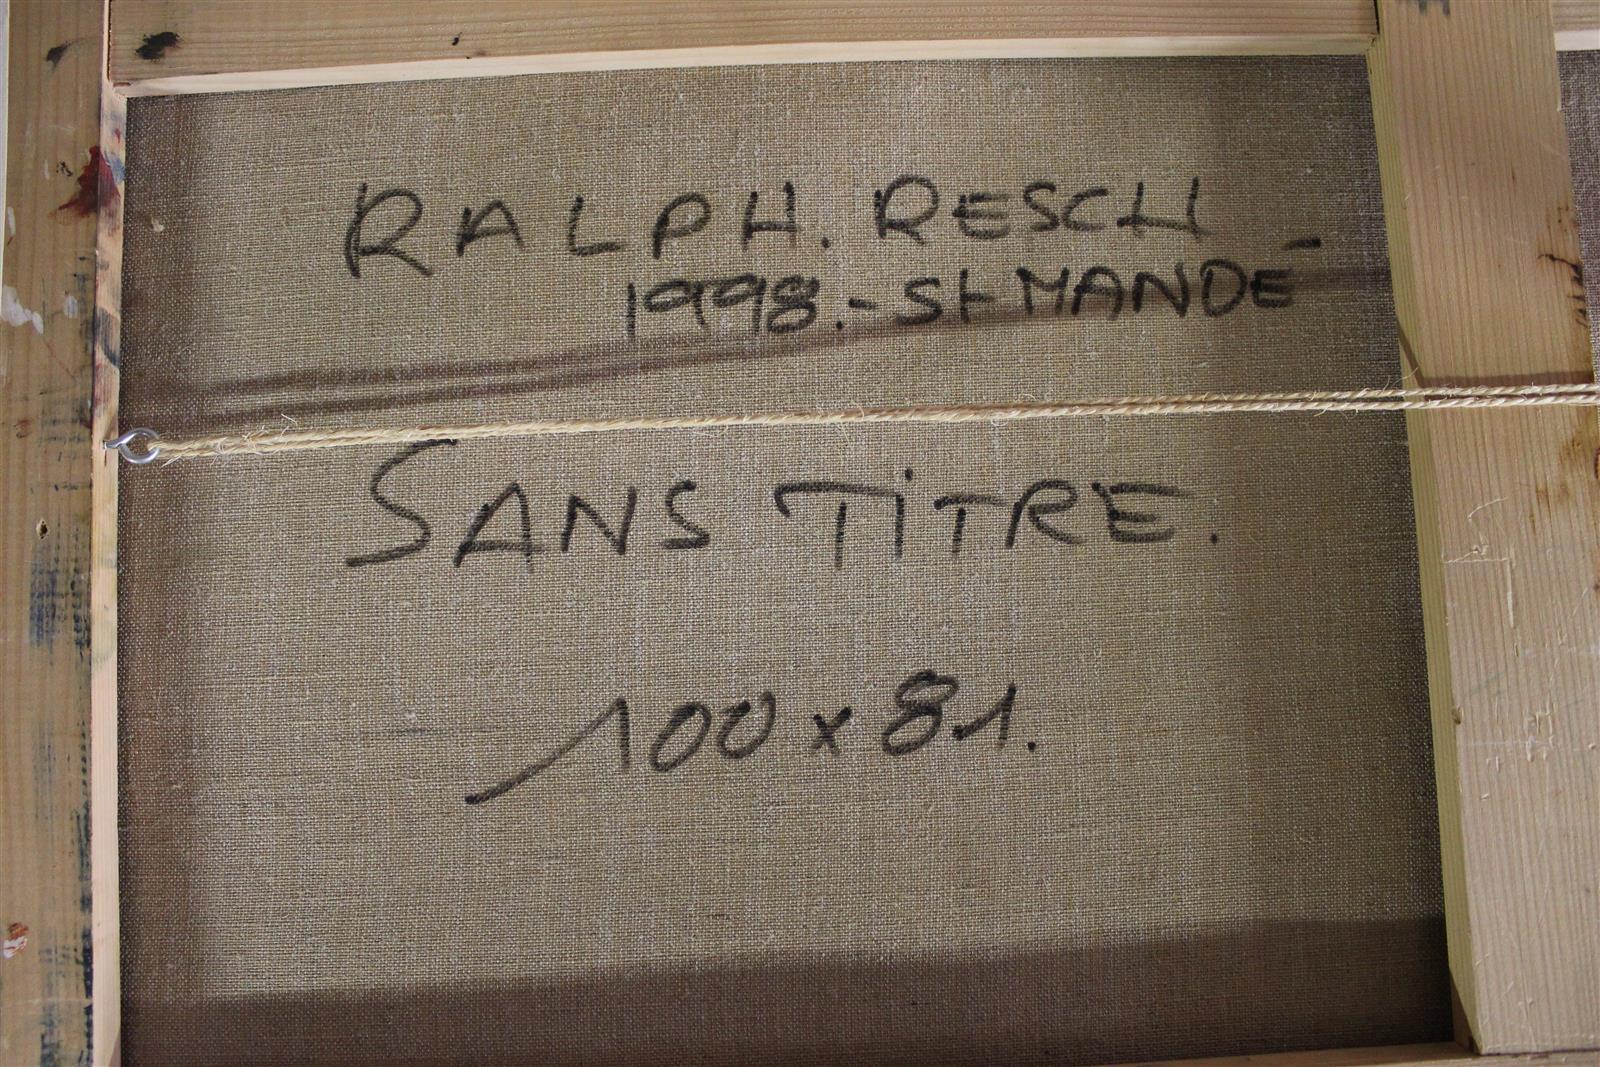 RALPH. RESCH
1998.- St MANDÉ
SANS TITRE.
100 x 81.